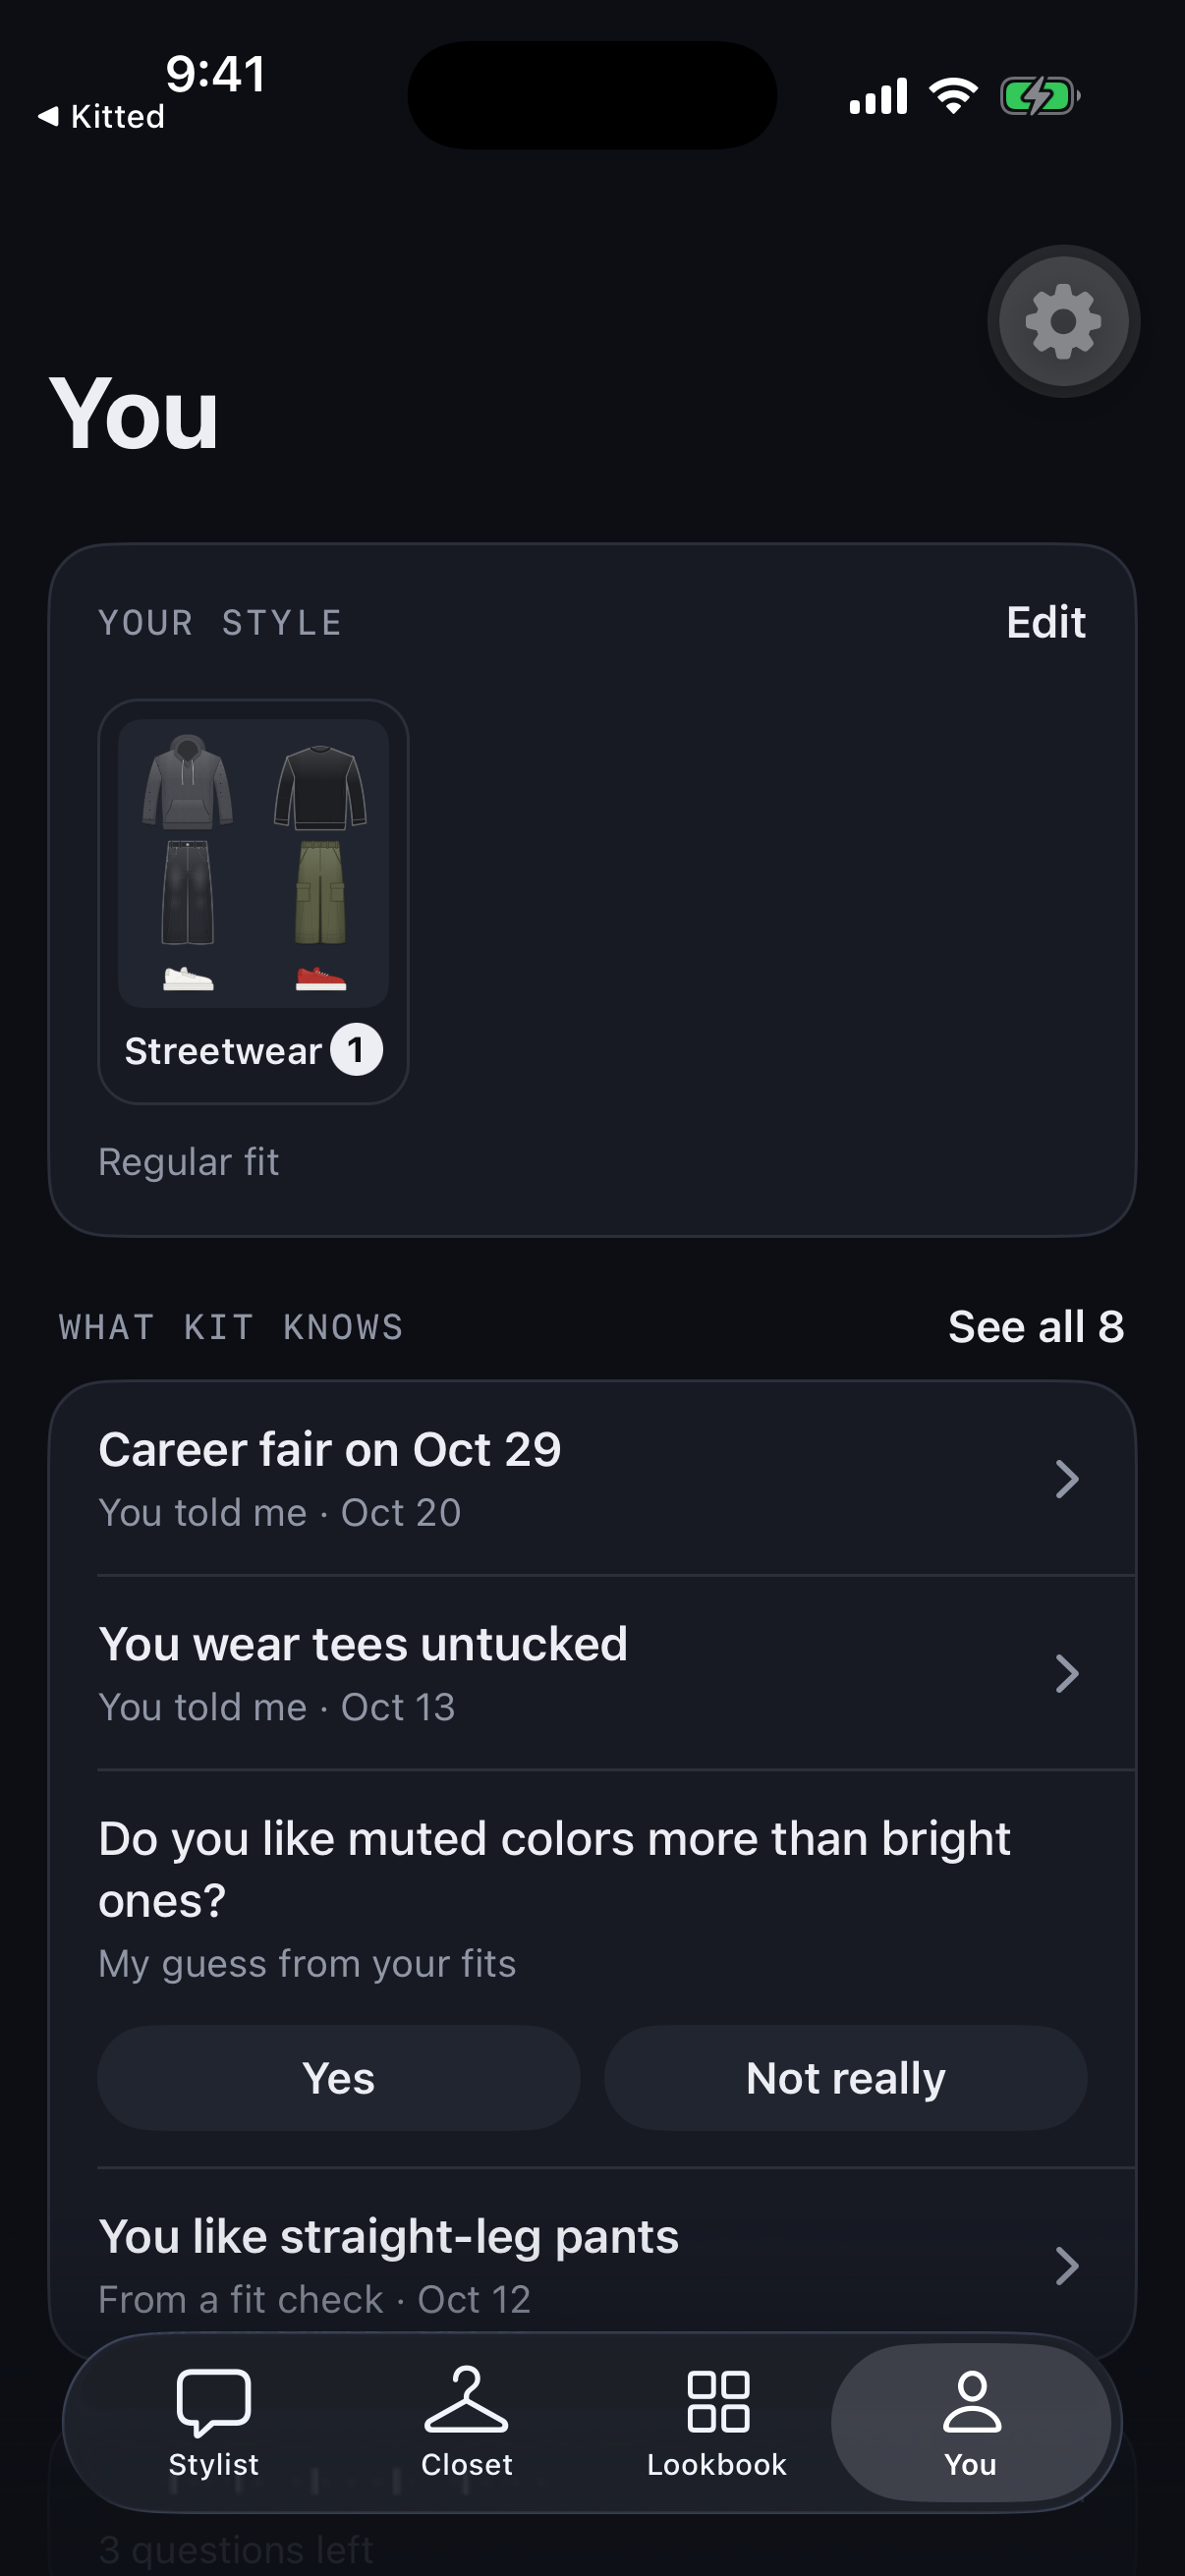 9:41
Kitted
You
YOUR STYLE
Edit
Streetwear 1
Regular fit
WHAT KIT KNOWS
See all 8
Career fair on Oct 29
You told me · Oct 20
You wear tees untucked
You told me · Oct 13
Do you like muted colors more than bright
ones?
My guess from your fits
Yes
Not really
You like straight-leg pants
From a fit check · Oct 12
Stylist
Closet
Lookbook
You
3 questions left